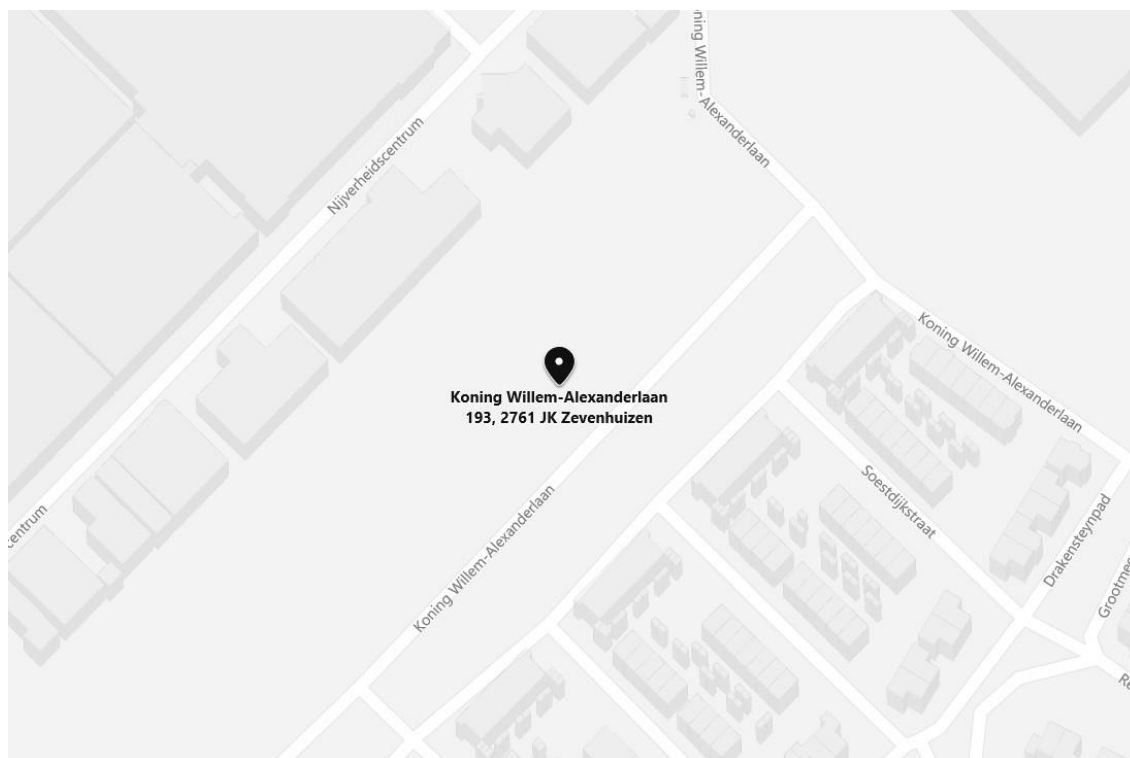 Koning Willem-Alexanderlaan
Nijverheidscentrum
Koning Willem-Alexanderlaan
Koning Willem-Alexanderlaan
193, 2761 JK Zevenhuizen
Soestdijkstraat
Koning Willem-Alexanderlaan
Drakensteynpad